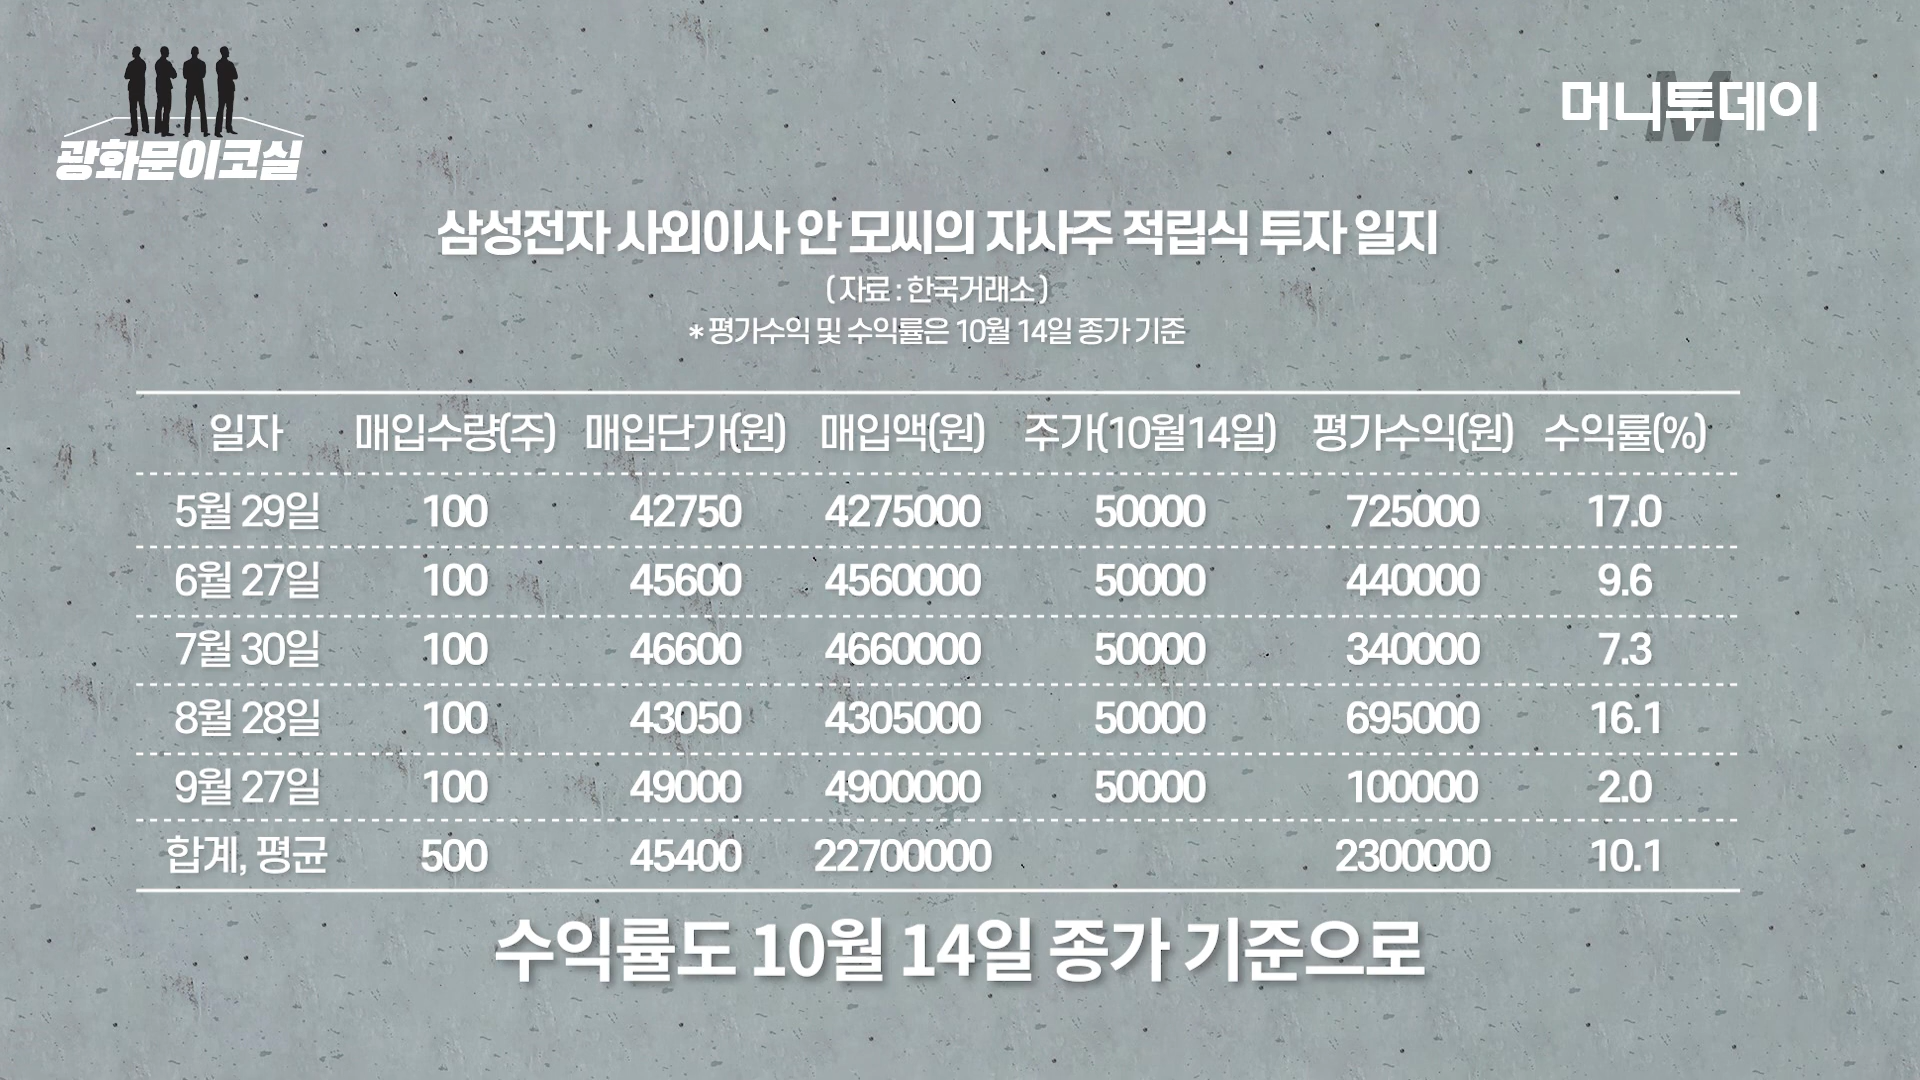 광화문이코실
머니투데이
삼성전자 사외이사 안 모씨의 자사주 적립식 투자 일지
( 자료 : 한국거래소 )
* 평가수익 및 수익률은 10월 14일 종가 기준
일자 매입수량(주) 매입단가(원) 매입액(원) 주가(10월14일) 평가수익(원) 수익률(%)
5월 29일 100 42750 4275000 50000 725000 17.0
6월 27일 100 45600 4560000 50000 440000 9.6
7월 30일 100 46600 4660000 50000 340000 7.3
8월 28일 100 43050 4305000 50000 695000 16.1
9월 27일 100 49000 4900000 50000 100000 2.0
합계, 평균 500 45400 22700000 2300000 10.1
수익률도 10월 14일 종가 기준으로